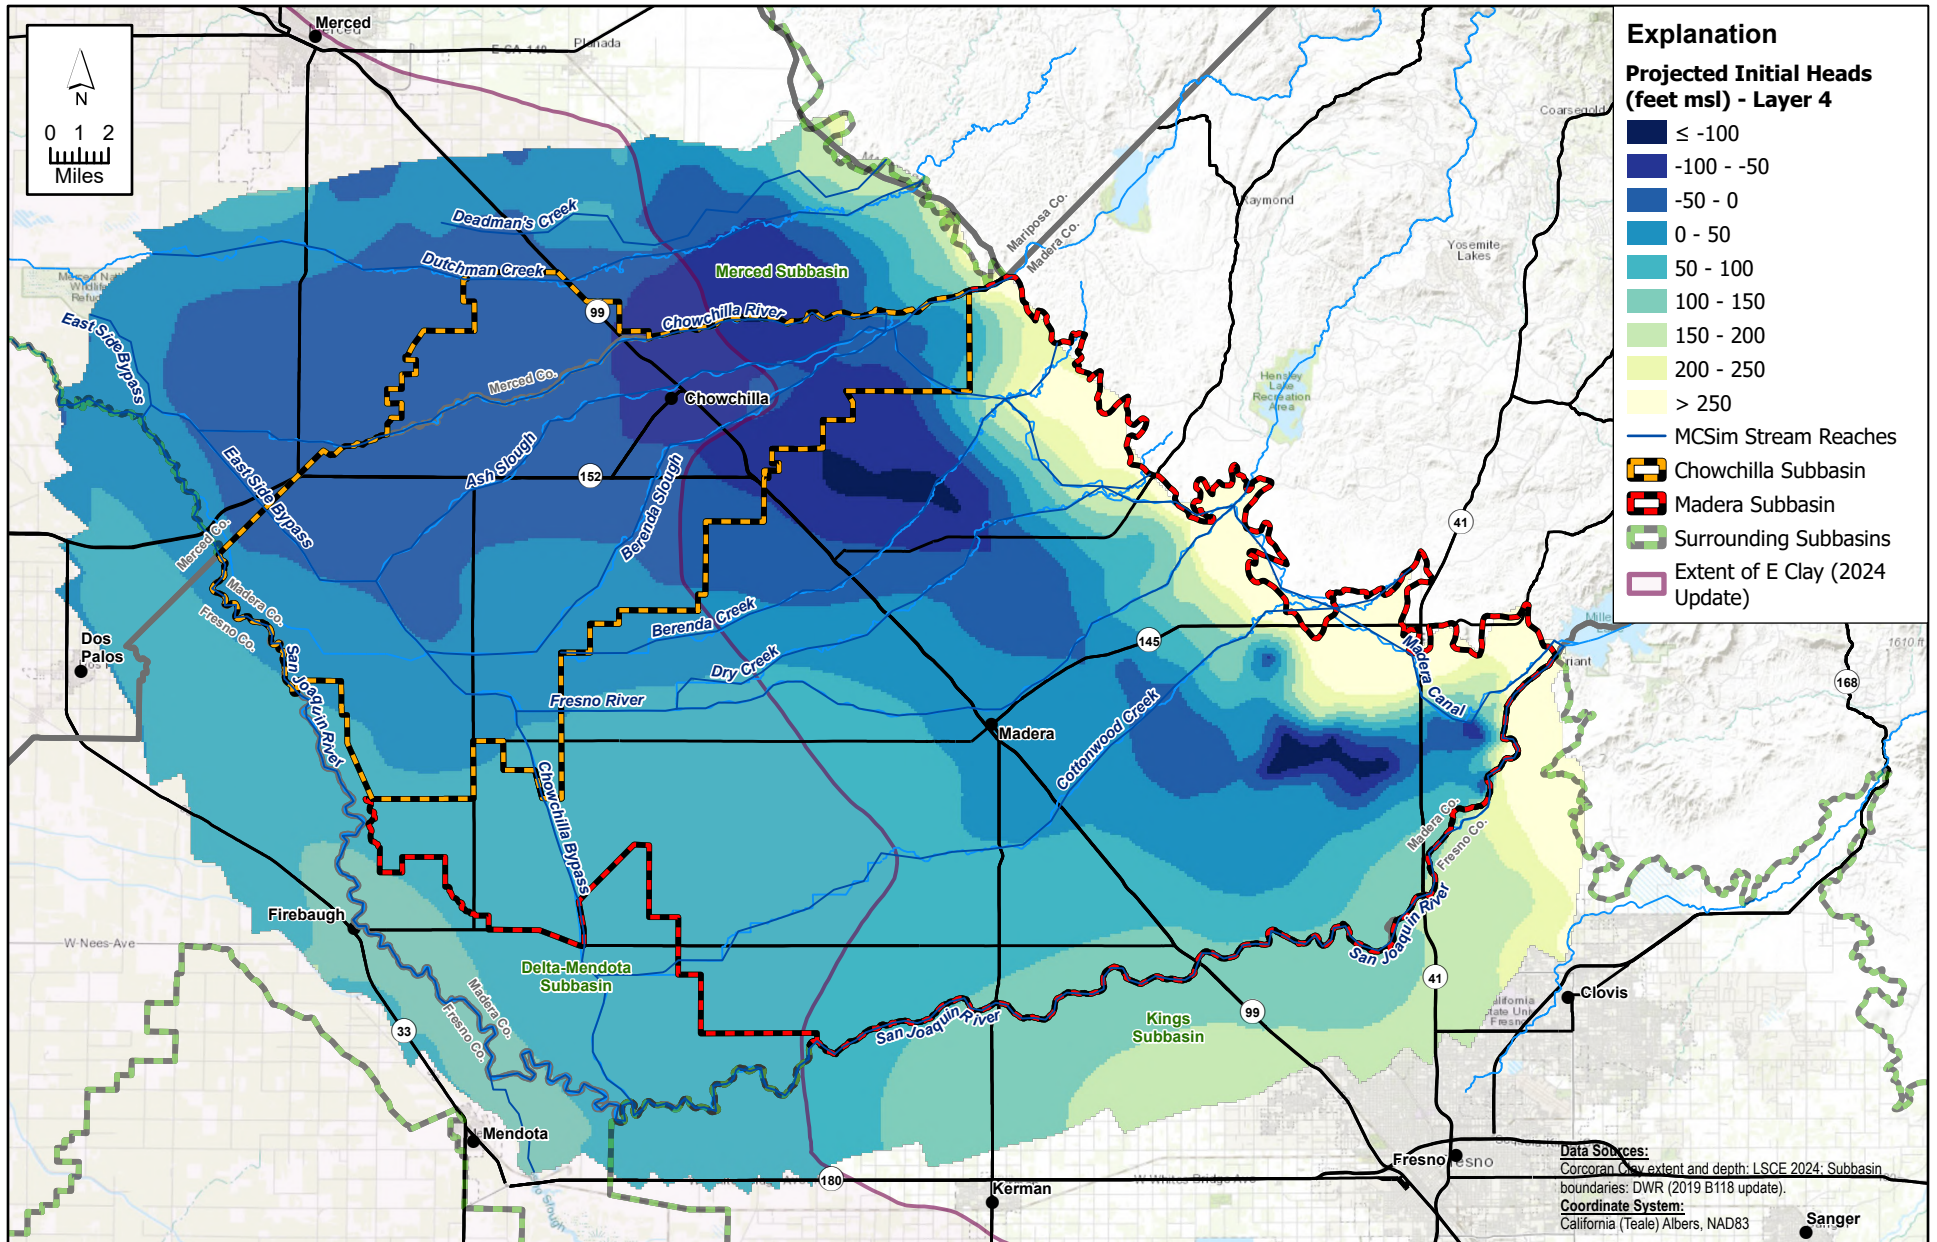 Explanation
Projected Initial Heads
(feet msl) - Layer 4
≤ -100
-100 - -50
-50 - 0
0 - 50
50 - 100
100 - 150
150 - 200
200 - 250
> 250
MCSim Stream Reaches
Chowchilla Subbasin
Madera Subbasin
Surrounding Subbasins
Extent of E Clay (2024
Update)
N
0 1 2
Miles
Merced
Planada
Coarsegold
Raymond
Yosemite
Lakes
Mariposa Co.
Madera Co.
Deadman's Creek
Dutchman Creek
Merced Subbasin
99
Chowchilla River
East Side Bypass
Merced Co.
Chowchilla
Hensley
Lake
Recreation
Area
Ash Slough
152
Berenda Slough
East Side Bypass
41
Merced Co.
Madera Co.
Fresno Co.
Berenda Creek
145
Dos
Palos
San Joaquin River
Dry Creek
Fresno River
Madera Canal
1610 ft
168
Madera
Cottonwood Creek
Chowchilla Bypass
Madera Co.
Fresno Co.
Firebaugh
W Nees Ave
San Joaquin River
Delta-Mendota
Subbasin
Madera Co.
Fresno Co.
41
Clovis
33
San Joaquin River
Kings
Subbasin
99
Mendota
Fresno
180
Kerman
W Whites Bridge Ave
Data Sources:
Corcoran Clay extent and depth: LSCE 2024; Subbasin
boundaries: DWR (2019 B118 update).
Coordinate System:
California (Teale) Albers, NAD83
Sanger